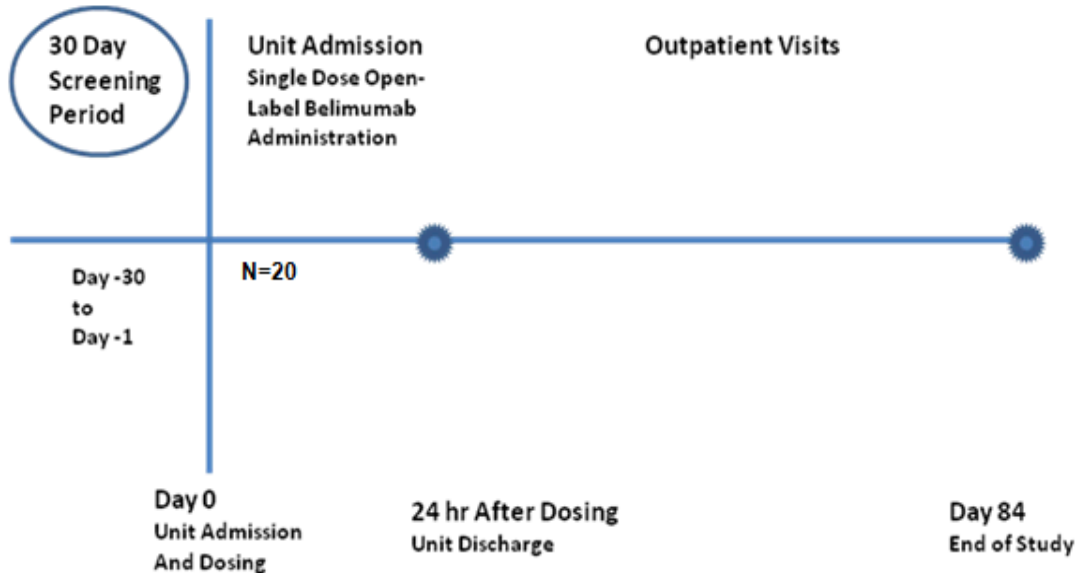 30 Day
Screening
Period
Unit Admission
Single Dose Open-
Label Belimumab
Administration
Outpatient Visits
Day -30
to
Day -1
N=20
Day 0
Unit Admission
And Dosing
24 hr After Dosing
Unit Discharge
Day 84
End of Study